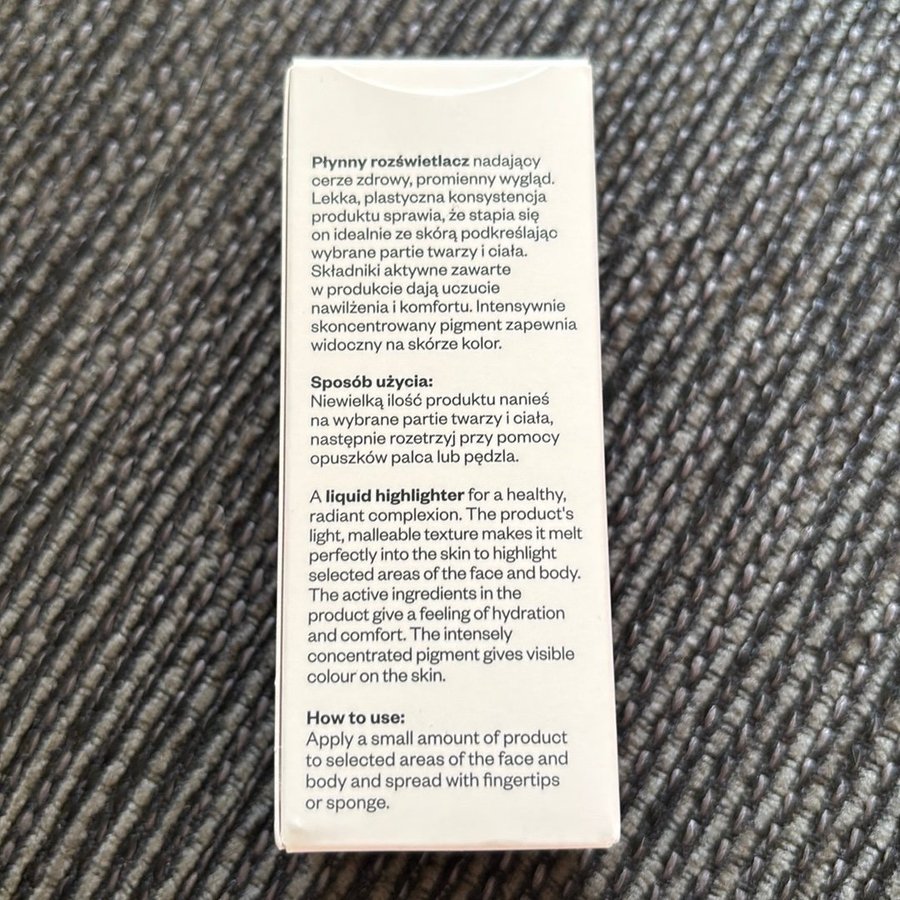 Płynny rozświetlacz nadający
cerze zdrowy, promienny wygląd.
Lekka, plastyczna konsystencja
produktu sprawia, że stapia się
on idealnie ze skórą podkreślając
wybrane partie twarzy i ciała.
Składniki aktywne zawarte
w produkcie dają uczucie
nawilżenia i komfortu. Intensywnie
skoncentrowany pigment zapewnia
widoczny na skórze kolor.
Sposób użycia:
Niewielką ilość produktu nanieś
na wybrane partie twarzy i ciała,
następnie rozetrzyj przy pomocy
opuszków palca lub pędzla.
A liquid highlighter for a healthy,
radiant complexion. The product's
light, malleable texture makes it melt
perfectly into the skin to highlight
selected areas of the face and body.
The active ingredients in the
product give a feeling of hydration
and comfort. The intensely
concentrated pigment gives visible
colour on the skin.
How to use:
Apply a small amount of product
to selected areas of the face and
body and spread with fingertips
or sponge.